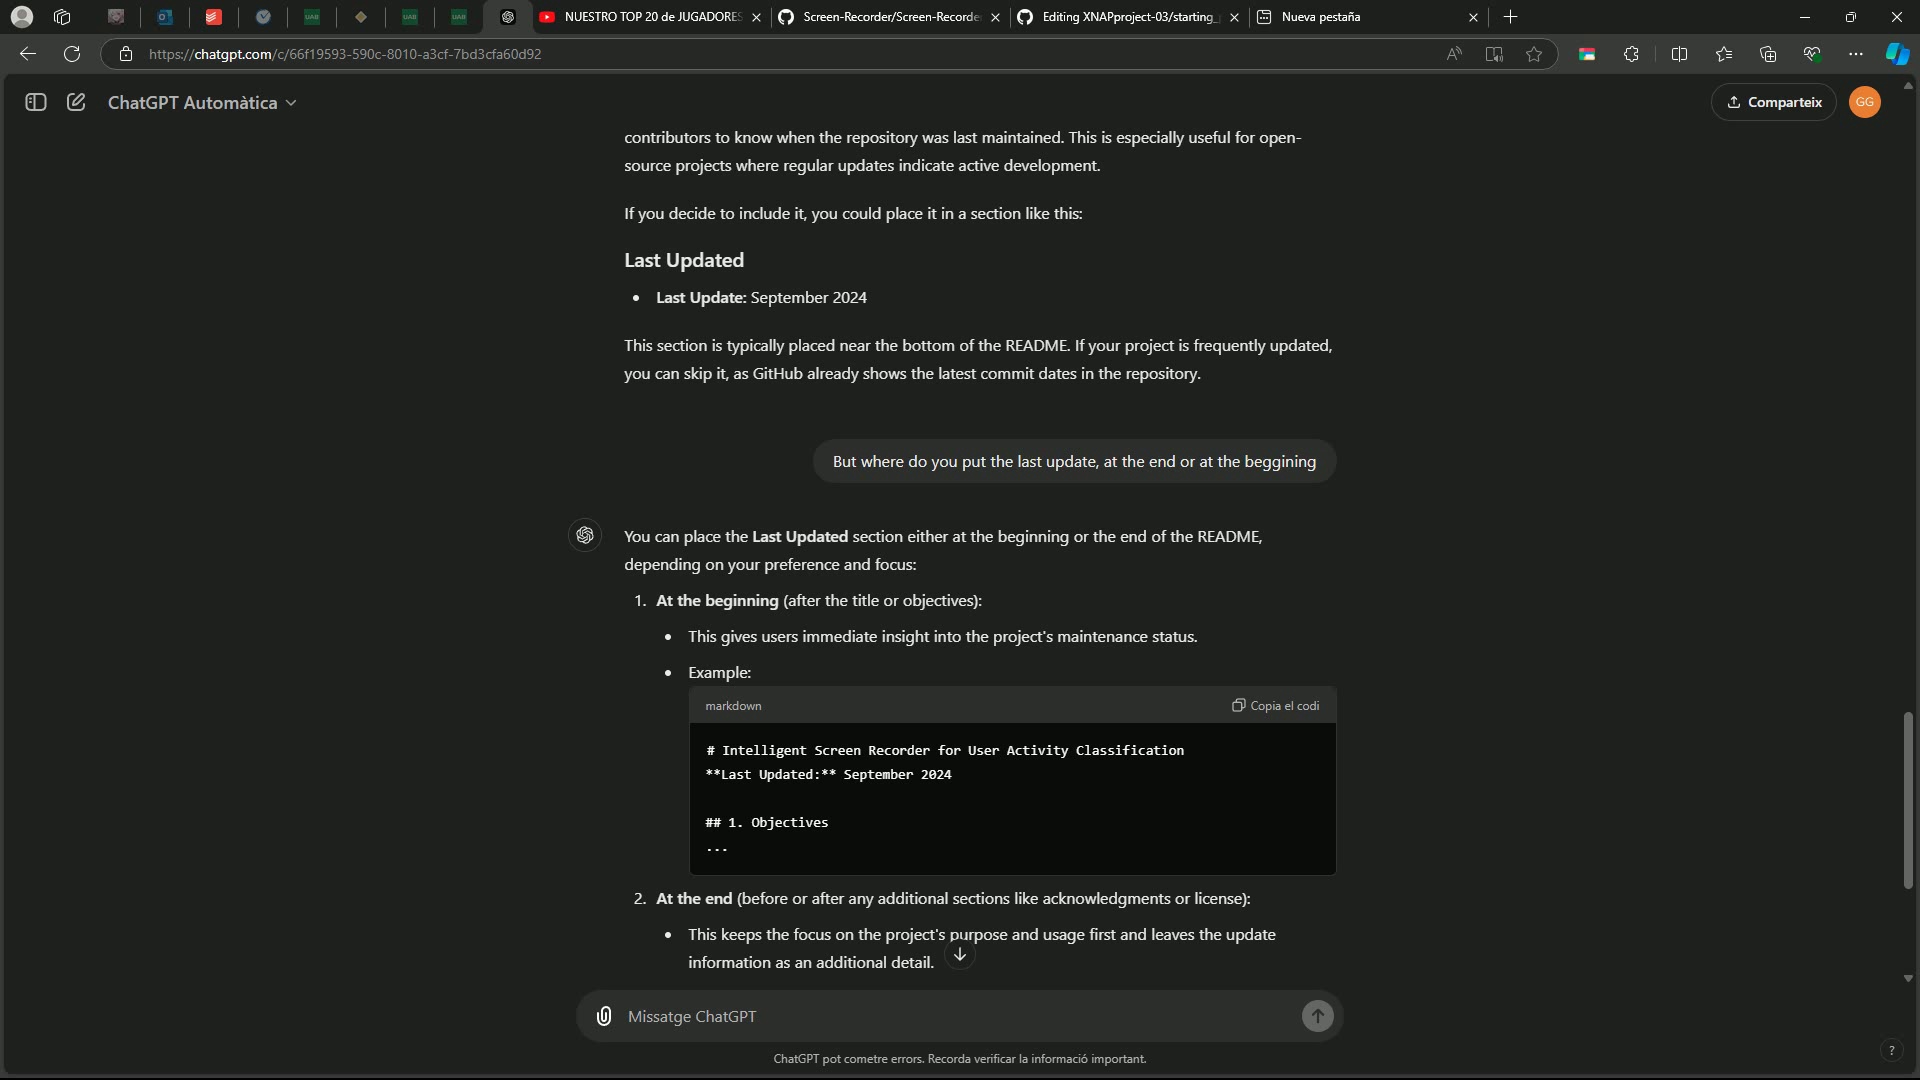 UAB
UAB
UAB
NUESTRO TOP 20 de JUGADORES
Screen-Recorder/Screen-Recorde
Editing XNAPproject-03/starting_
Nueva pestaña
https://chatgpt.com/c/66f19593-590c-8010-a3cf-7bd3cfa60d92
ChatGPT Automàtica
Comparteix
GG
contributors to know when the repository was last maintained. This is especially useful for open-
source projects where regular updates indicate active development.
If you decide to include it, you could place it in a section like this:
Last Updated
• Last Update: September 2024
This section is typically placed near the bottom of the README. If your project is frequently updated,
you can skip it, as GitHub already shows the latest commit dates in the repository.
But where do you put the last update, at the end or at the beggining
You can place the Last Updated section either at the beginning or the end of the README,
depending on your preference and focus:
1. At the beginning (after the title or objectives):
• This gives users immediate insight into the project's maintenance status.
• Example:
markdown
Copia el codi
# Intelligent Screen Recorder for User Activity Classification
**Last Updated:** September 2024
## 1. Objectives
...
2. At the end (before or after any additional sections like acknowledgments or license):
• This keeps the focus on the project's purpose and usage first and leaves the update
information as an additional detail.
Missatge ChatGPT
ChatGPT pot cometre errors. Recorda verificar la informació important.
?